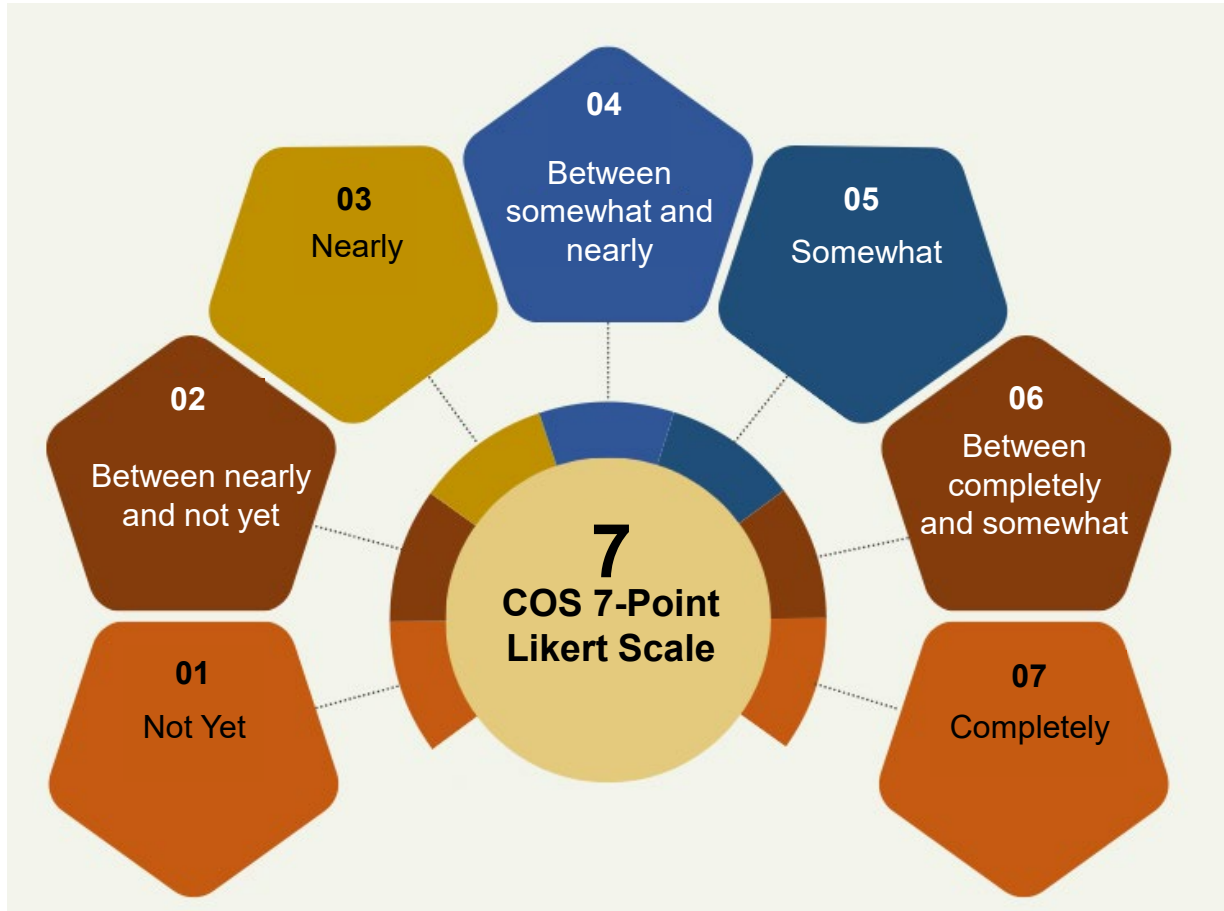 01
Not Yet
02
Between nearly
and not yet
03
Nearly
04
Between
somewhat and
nearly
05
Somewhat
06
Between
completely
and somewhat
07
Completely
7
COS 7-Point
Likert Scale